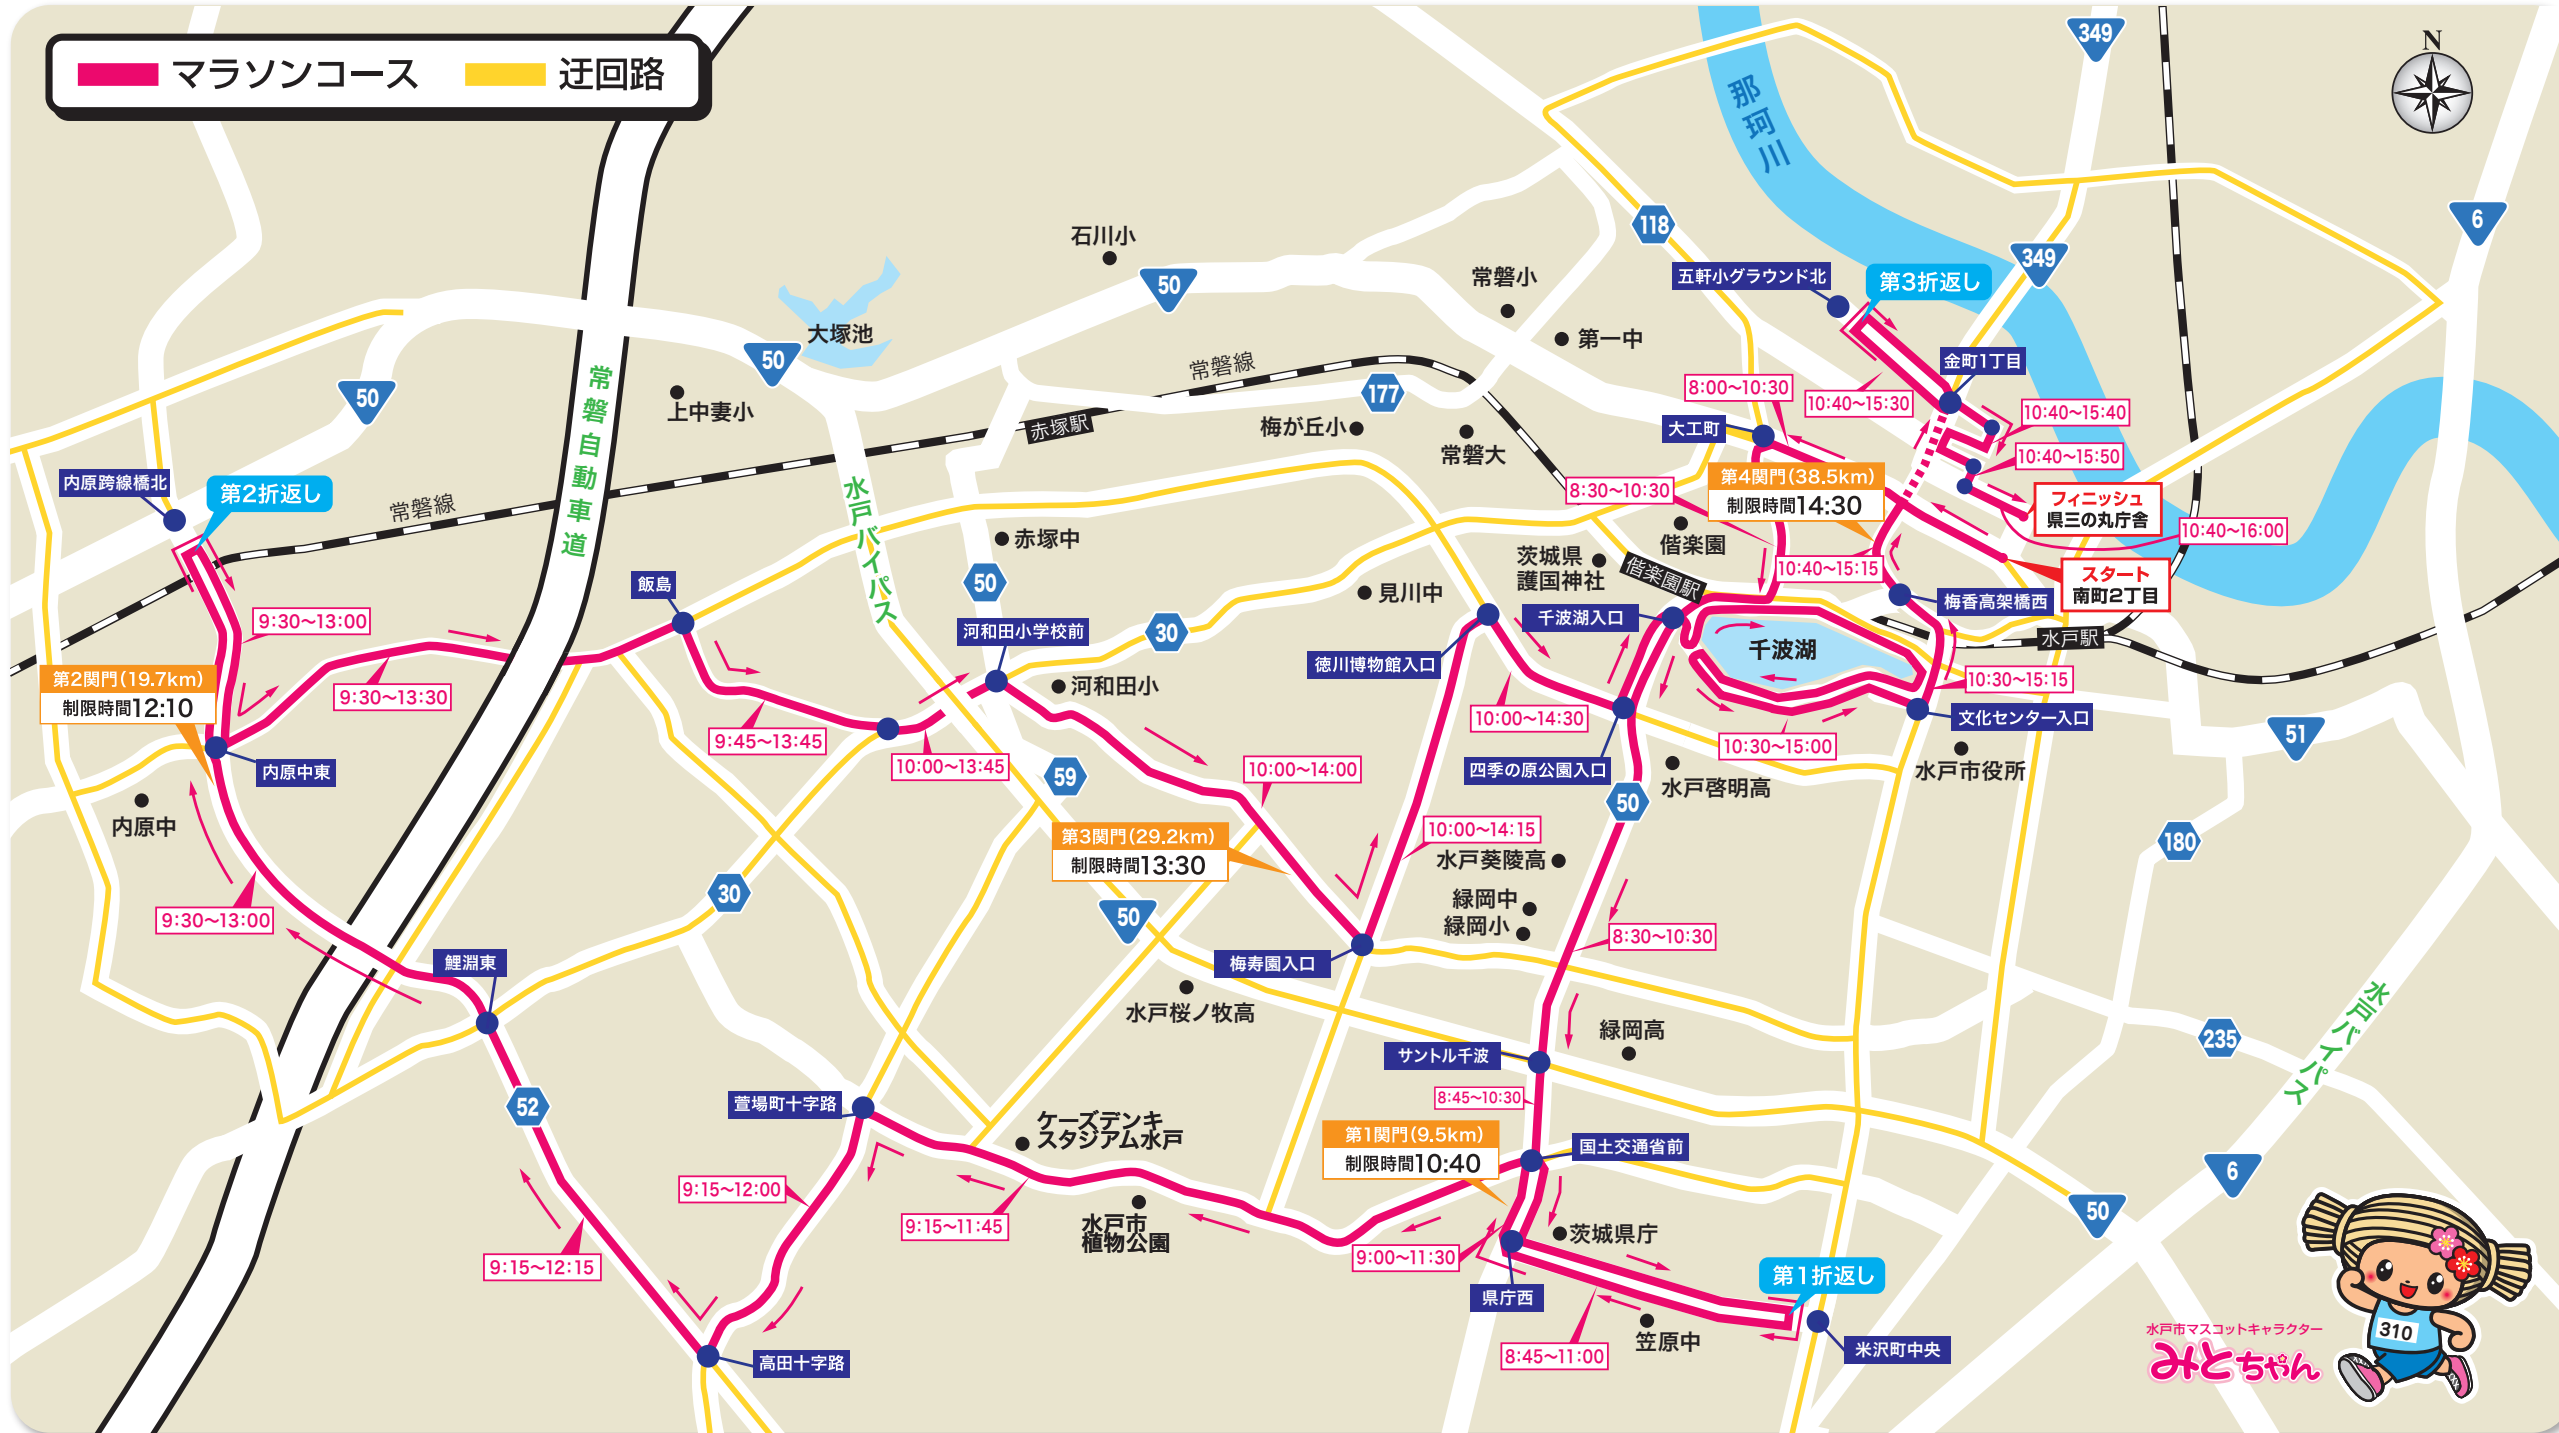 マラソンコース 迂回路
N
那珂川
349
6
118
349
石川小
50
常磐小
五軒小グラウンド北
第3折返し
第一中
大塚池
50
常磐線
金町1丁目
177
8:00〜10:30
10:40〜15:30
10:40〜15:40
50
上中妻小
常磐自動車道
赤塚駅
梅が丘小
大工町
常磐大
10:40〜15:50
内原跨線橋北
第2折返し
常磐線
水戸バイパス
8:30〜10:30
第4関門(38.5km)
制限時間14:30
フィニッシュ
県三の丸庁舎
10:40〜16:00
赤塚中
偕楽園
茨城県
護国神社
偕楽園駅
10:40〜15:15
スタート
南町2丁目
飯島
50
見川中
梅香高架橋西
9:30〜13:00
河和田小学校前
30
千波湖入口
水戸駅
千波湖
徳川博物館入口
第2関門(19.7km)
制限時間12:10
9:30〜13:30
河和田小
10:30〜15:15
10:00〜14:30
文化センター入口
9:45〜13:45
10:30〜15:00
51
10:00〜13:45
59
10:00〜14:00
四季の原公園入口
水戸啓明高
水戸市役所
内原中東
内原中
50
第3関門(29.2km)
制限時間13:30
10:00〜14:15
水戸葵陵高
180
30
緑岡中
緑岡小
9:30〜13:00
50
8:30〜10:30
鯉淵東
梅寿園入口
水戸桜ノ牧高
水戸バイパス
緑岡高
235
サントル千波
52
萱場町十字路
ケーズデンキ
スタジアム水戸
8:45〜10:30
第1関門(9.5km)
制限時間10:40
国土交通省前
6
9:15〜12:00
50
9:15〜11:45
水戸市
植物公園
茨城県庁
9:00〜11:30
9:15〜12:15
第1折返し
県庁西
笠原中
8:45〜11:00
米沢町中央
高田十字路
310
水戸市マスコットキャラクター
みとちゃん